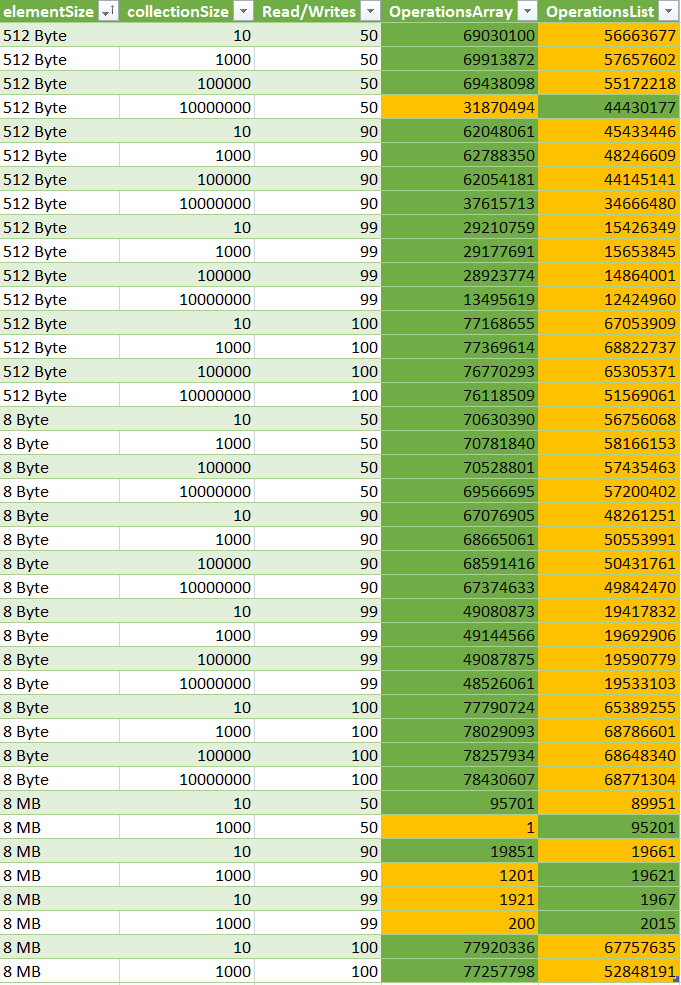 elementSize collectionSize Read/Writes OperationsArray OperationsList
512 Byte 10 50 69030100 56663677
512 Byte 1000 50 69913872 57657602
512 Byte 100000 50 69438098 55172218
512 Byte 10000000 50 31870494 44430177
512 Byte 10 90 62048061 45433446
512 Byte 1000 90 62788350 48246609
512 Byte 100000 90 62054181 44145141
512 Byte 10000000 90 37615713 34666480
512 Byte 10 99 29210759 15426349
512 Byte 1000 99 29177691 15653845
512 Byte 100000 99 28923774 14864001
512 Byte 10000000 99 13495619 12424960
512 Byte 10 100 77168655 67053909
512 Byte 1000 100 77369614 68822737
512 Byte 100000 100 76770293 65305371
512 Byte 10000000 100 76118509 51569061
8 Byte 10 50 70630390 56756068
8 Byte 1000 50 70781840 58166153
8 Byte 100000 50 70528801 57435463
8 Byte 10000000 50 69566695 57200402
8 Byte 10 90 67076905 48261251
8 Byte 1000 90 68665061 50553991
8 Byte 100000 90 68591416 50431761
8 Byte 10000000 90 67374633 49842470
8 Byte 10 99 49080873 19417832
8 Byte 1000 99 49144566 19692906
8 Byte 100000 99 49087875 19590779
8 Byte 10000000 99 48526061 19533103
8 Byte 10 100 77790724 65389255
8 Byte 1000 100 78029093 68786601
8 Byte 100000 100 78257934 68648340
8 Byte 10000000 100 78430607 68771304
8 MB 10 50 95701 89951
8 MB 1000 50 1 95201
8 MB 10 90 19851 19661
8 MB 1000 90 1201 19621
8 MB 10 99 1921 1967
8 MB 1000 99 200 2015
8 MB 10 100 77920336 67757635
8 MB 1000 100 77257798 52848191